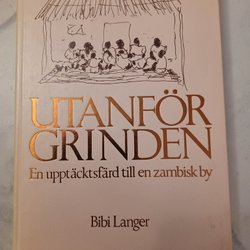 UTANFÖR
GRINDEN
En upptäcktsfärd till en zambisk by
Bibi Langer